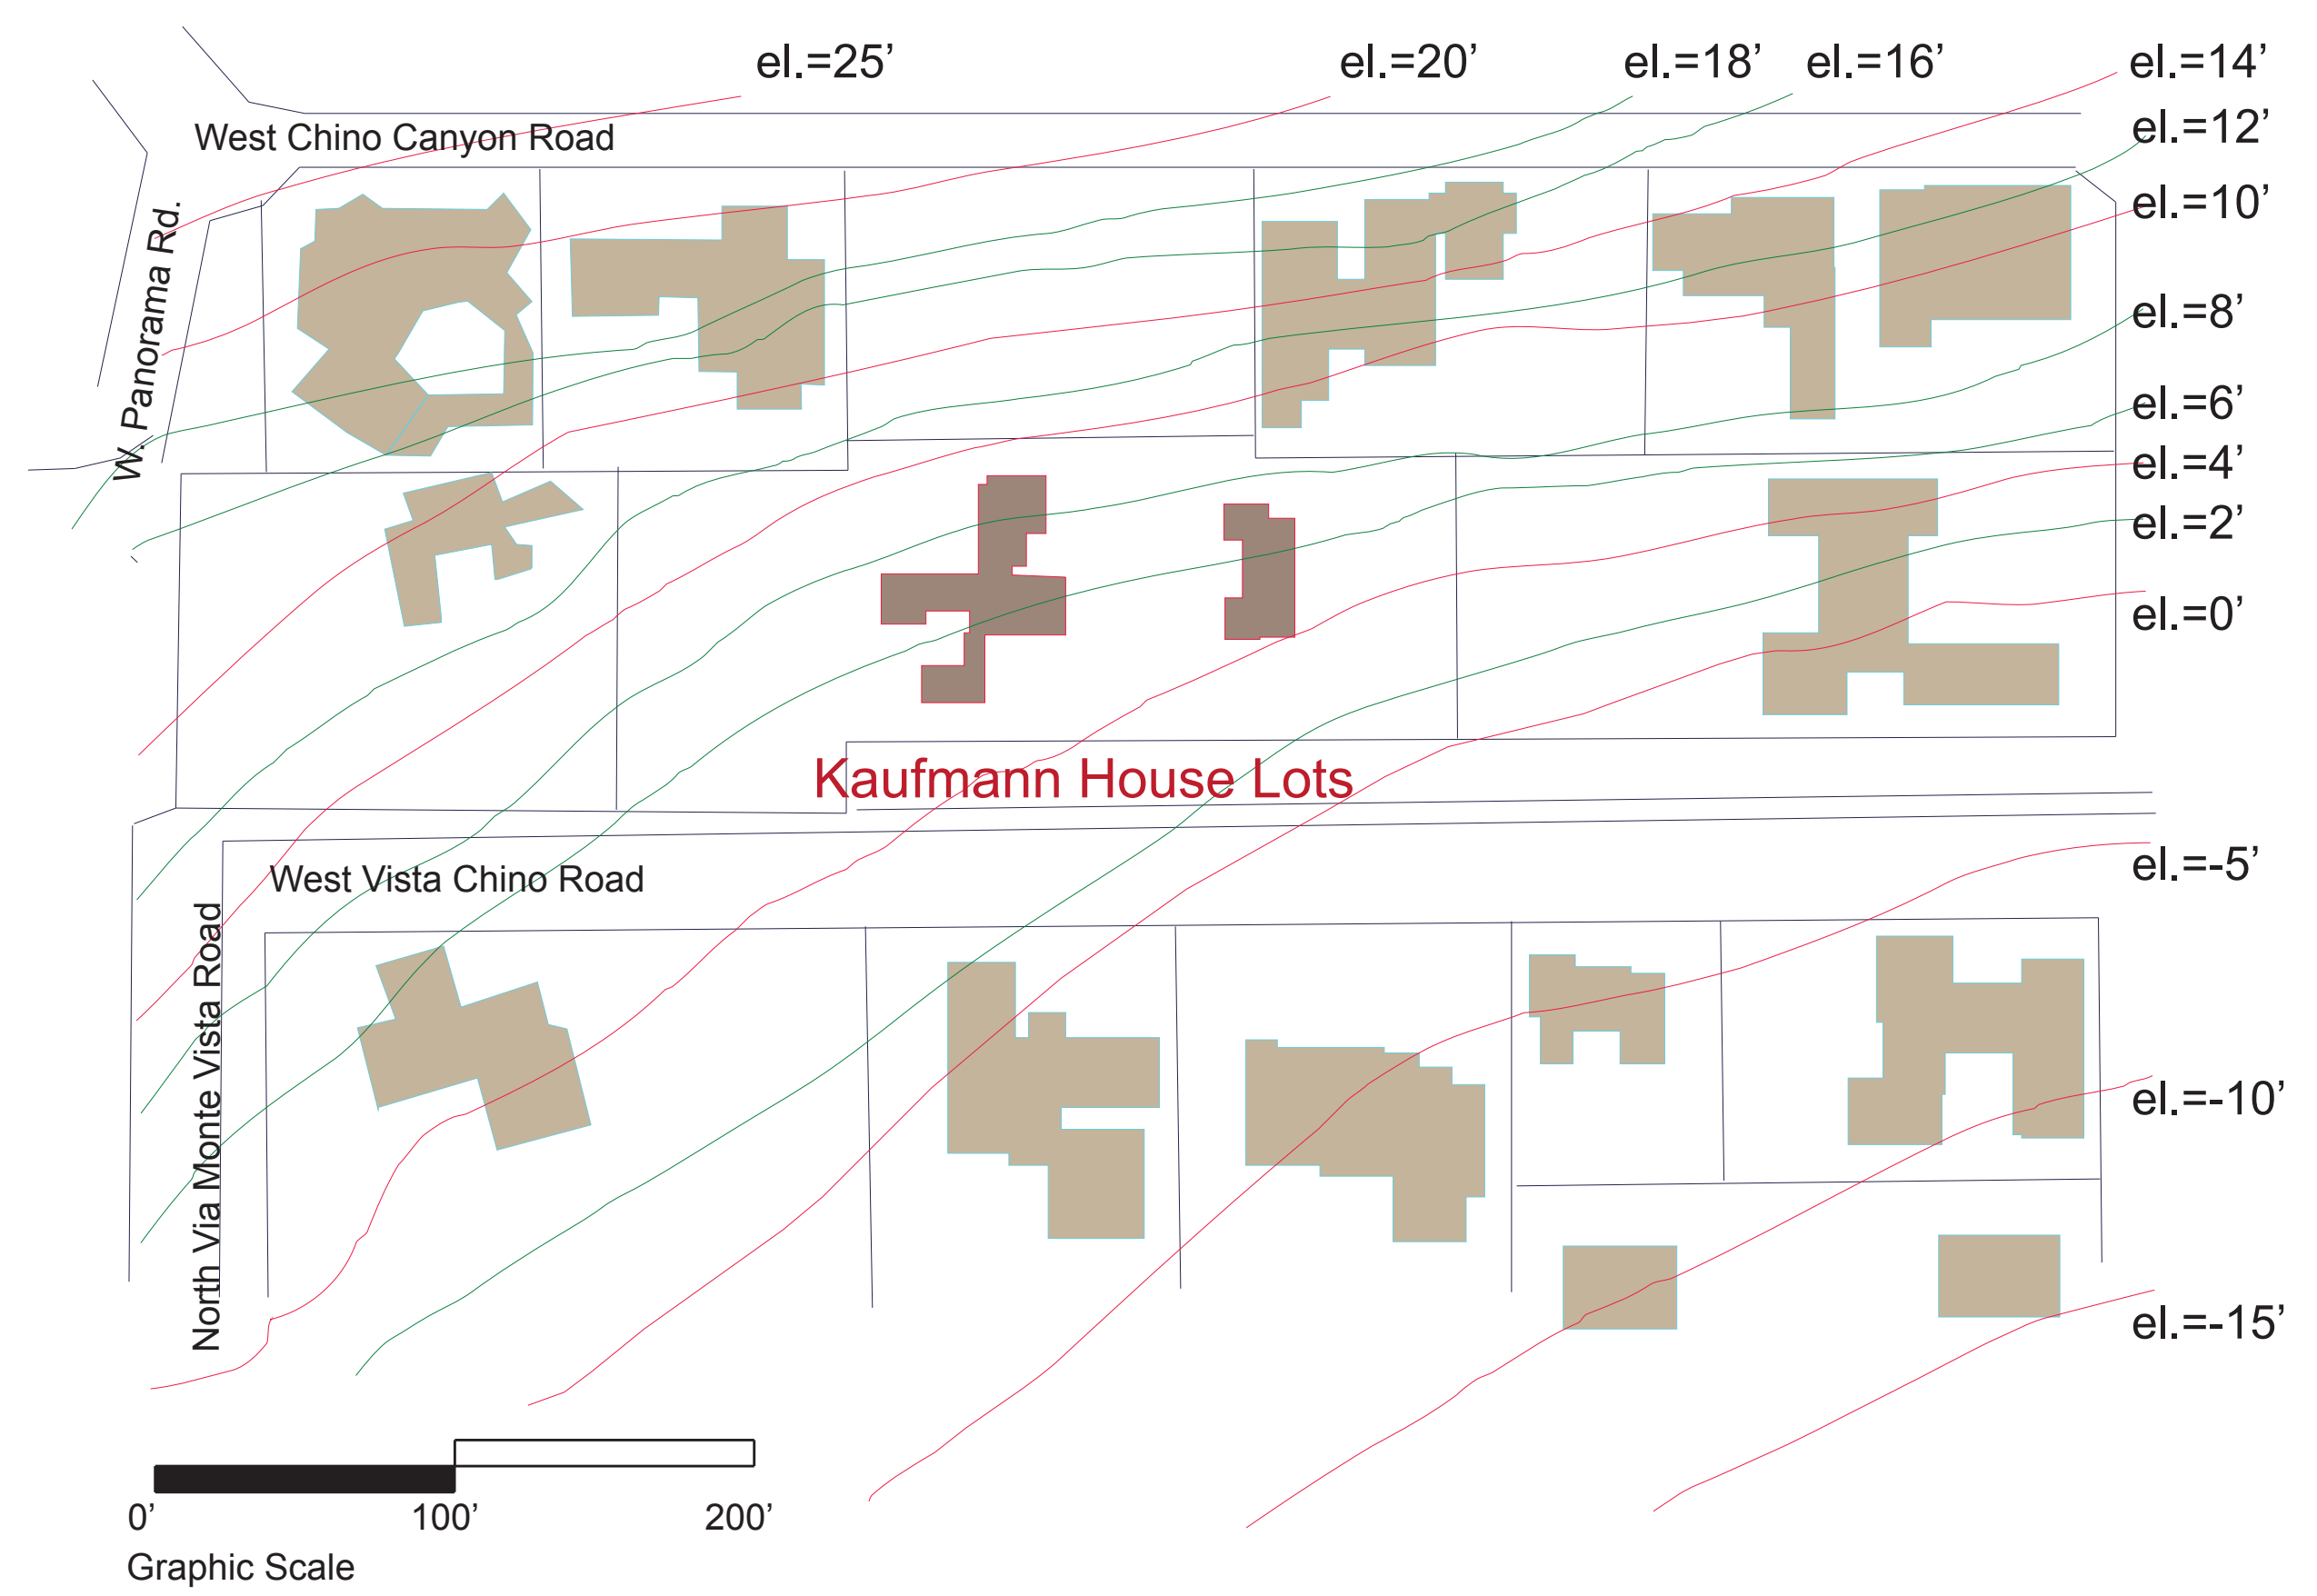 el.=25’
el.=20’
el.=18’
el.=16’
el.=14’
el.=12’
West Chino Canyon Road
el.=10’
W. Panorama Rd.
el.=8’
el.=6’
el.=4’
el.=2’
el.=0’
Kaufmann House Lots
West Vista Chino Road
el.=-5’
North Via Monte Vista Road
el.=-10’
el.=-15’
0’ 100’ 200’
Graphic Scale